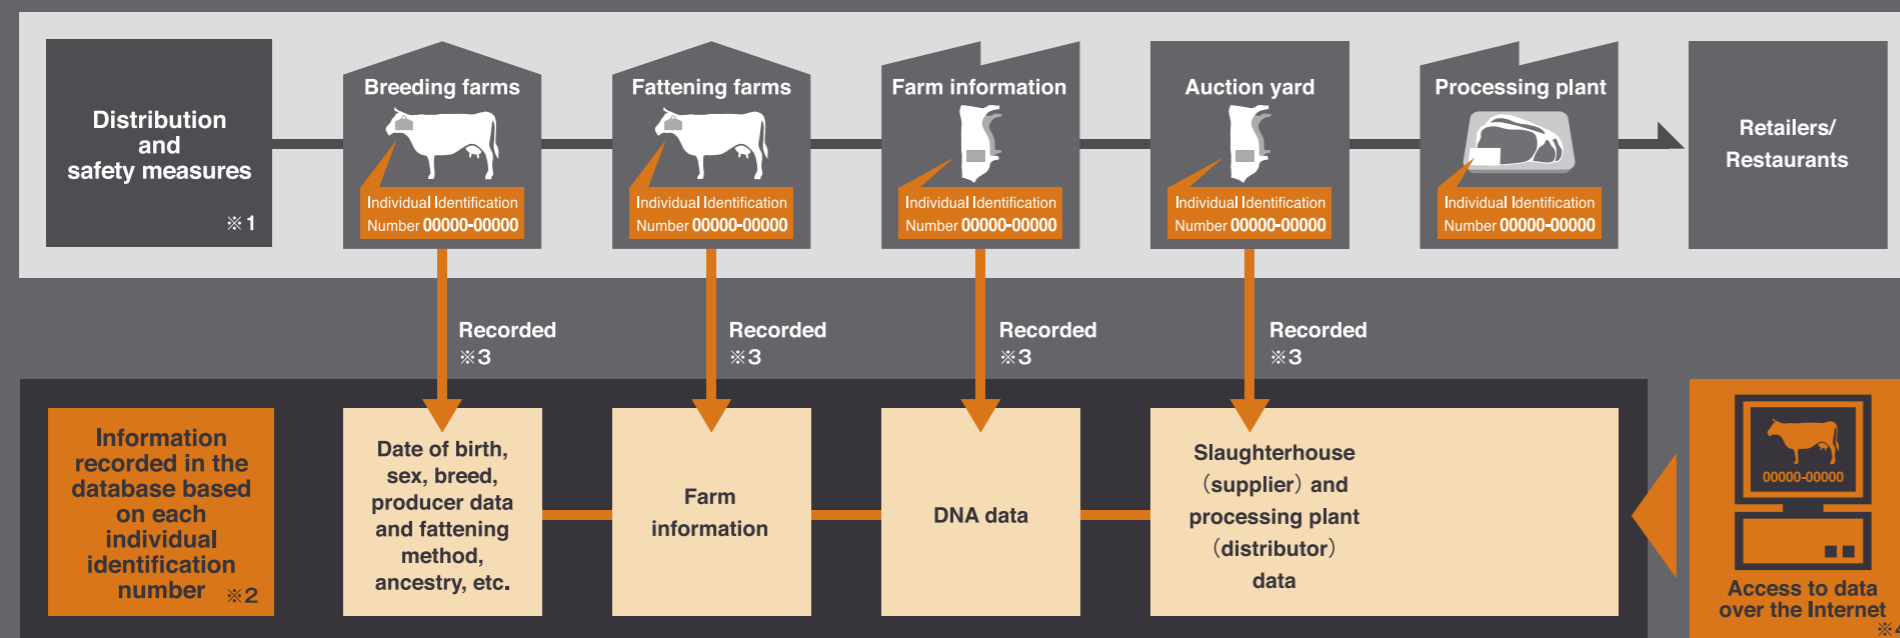 Distribution
and
safety measures
※1
Breeding farms
Individual Identification
Number 00000-00000
Fattening farms
Individual Identification
Number 00000-00000
Farm information
Individual Identification
Number 00000-00000
Auction yard
Individual Identification
Number 00000-00000
Processing plant
Individual Identification
Number 00000-00000
Retailers/
Restaurants
Recorded
※3
Recorded
※3
Recorded
※3
Recorded
※3
Information
recorded in the
database based
on each
individual
identification
number ※2
Date of birth,
sex, breed,
producer data
and fattening
method,
ancestry, etc.
Farm
information
DNA data
Slaughterhouse
（supplier）and
processing plant
（distributor）
data
00000-00000
Access to data
over the Internet
※4